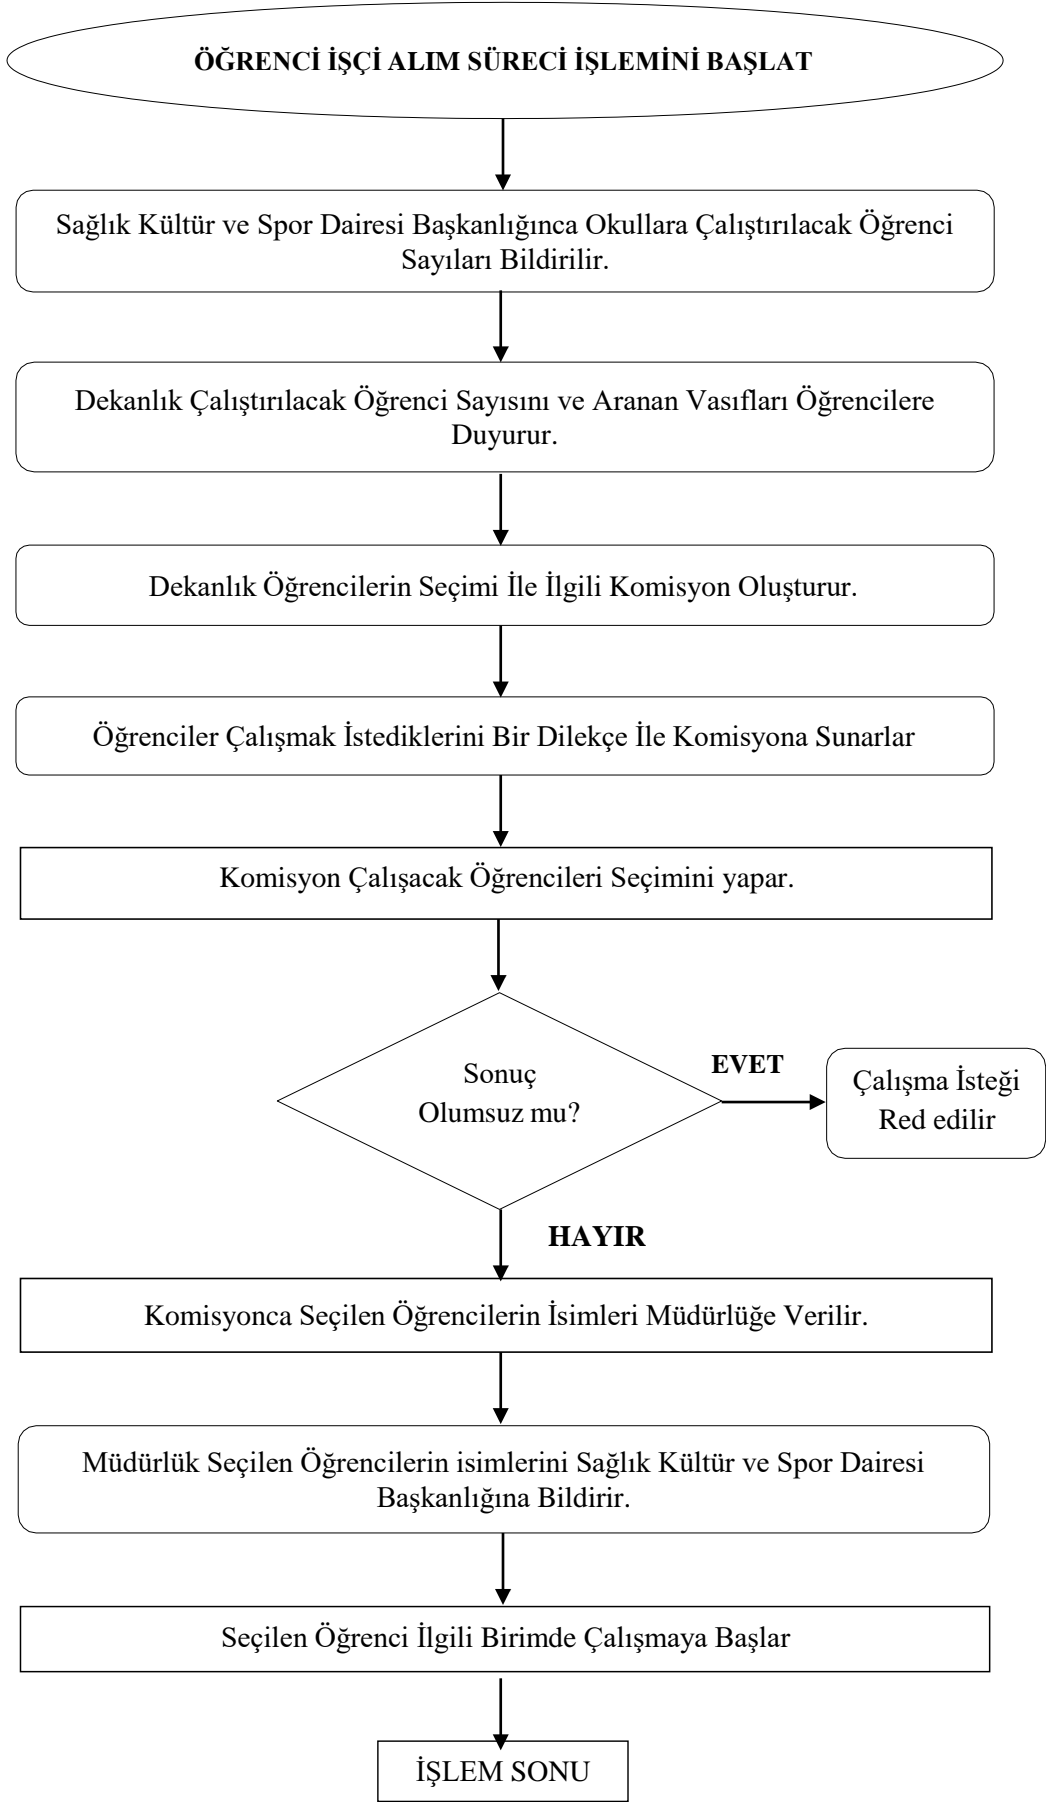 ÖĞRENCİ İŞÇİ ALIM SÜRECİ İŞLEMİNİ BAŞLAT
Sağlık Kültür ve Spor Dairesi Başkanlığınca Okullara Çalıştırılacak Öğrenci
Sayıları Bildirilir.
Dekanlık Çalıştırılacak Öğrenci Sayısını ve Aranan Vasıfları Öğrencilere
Duyurur.
Dekanlık Öğrencilerin Seçimi İle İlgili Komisyon Oluşturur.
Öğrenciler Çalışmak İstediklerini Bir Dilekçe İle Komisyona Sunarlar
Komisyon Çalışacak Öğrencileri Seçimini yapar.
Sonuç
Olumsuz mu?
EVET
Çalışma İsteği
Red edilir
HAYIR
Komisyonca Seçilen Öğrencilerin İsimleri Müdürlüğe Verilir.
Müdürlük Seçilen Öğrencilerin isimlerini Sağlık Kültür ve Spor Dairesi
Başkanlığına Bildirir.
Seçilen Öğrenci İlgili Birimde Çalışmaya Başlar
İŞLEM SONU